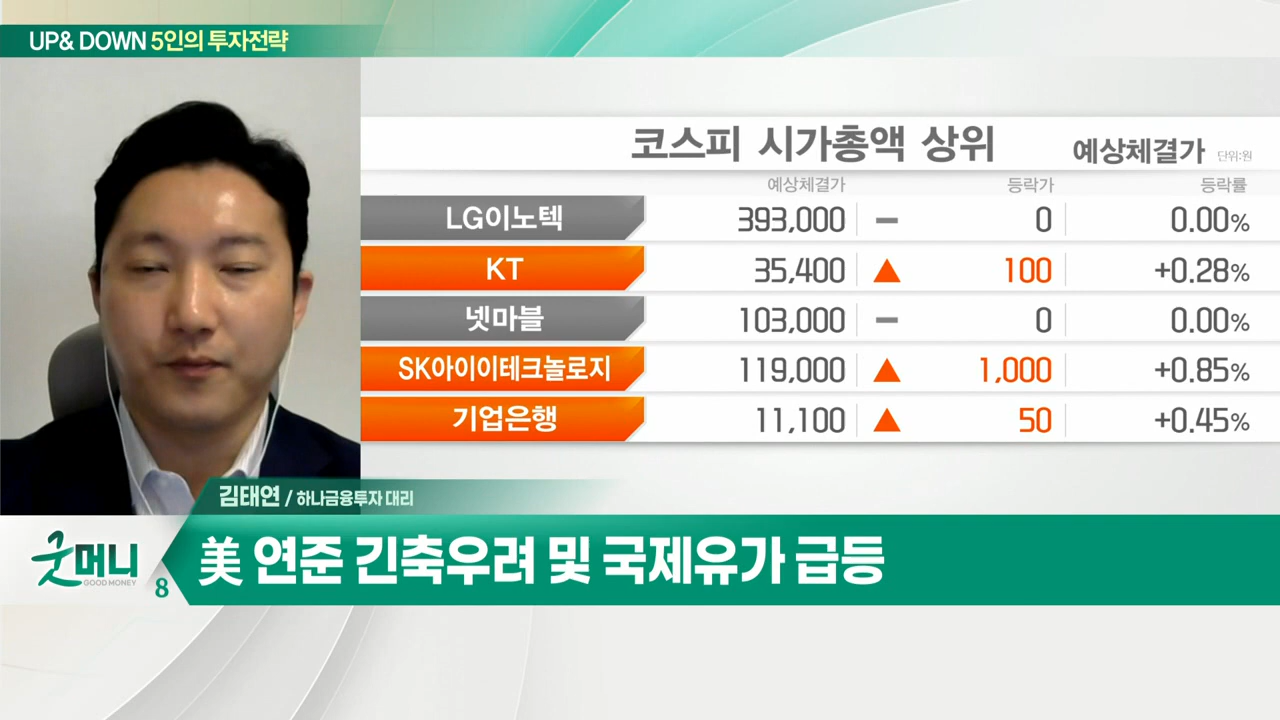 UP& DOWN 5인의 투자전략
코스피 시가총액 상위 예상체결가 단위:원
예상체결가 등락가 등락률
LG이노텍 393,000 0 0.00%
KT 35,400 ▲ 100 +0.28%
넷마블 103,000 0 0.00%
SK아이이테크놀로지 119,000 ▲ 1,000 +0.85%
기업은행 11,100 ▲ 50 +0.45%
김태연 / 하나금융투자 대리
굿머니
GOOD MONEY
8
美 연준 긴축우려 및 국제유가 급등